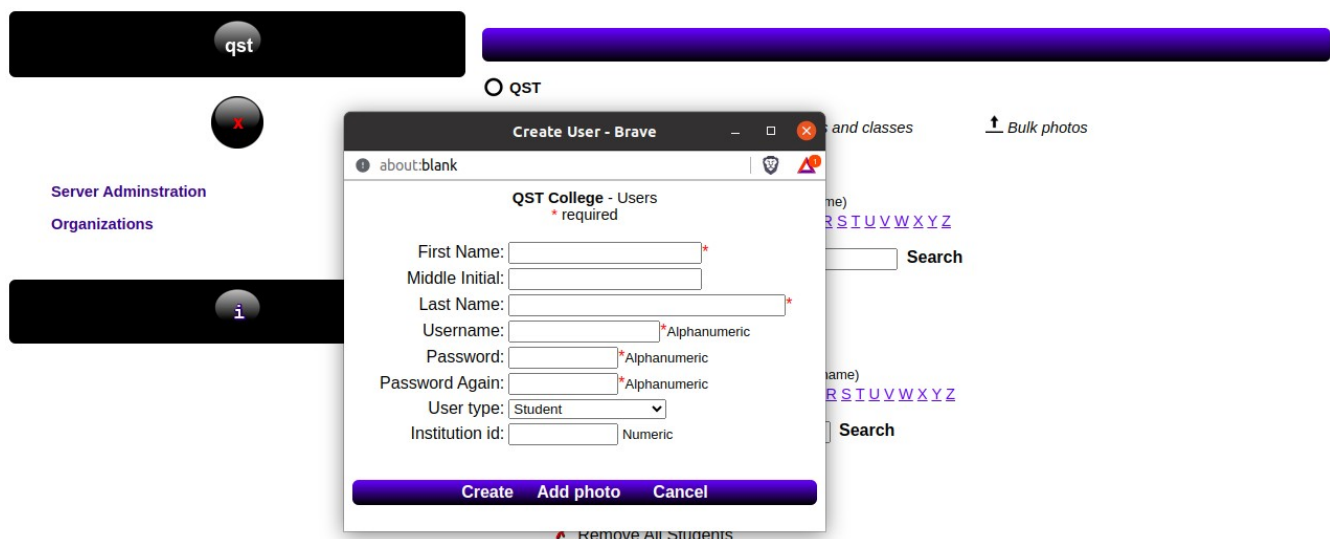 qst
QST
x
Create User - Brave
and classes
Bulk photos
about:blank
Server Adminstration
Organizations
QST College - Users
* required
R S T U V W X Y Z
First Name: *
Search
Middle Initial:
Last Name: *
i
Username: *Alphanumeric
Password: *Alphanumeric
Password Again: *Alphanumeric
R S T U V W X Y Z
User type: Student
Institution id: Numeric
Search
Create Add photo Cancel
Remove All Students